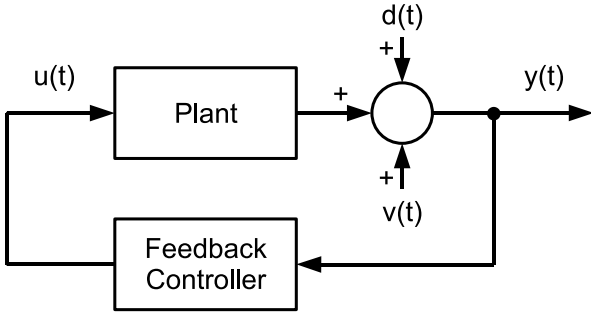 d(t)
+
u(t)
y(t)
Plant
+
+
v(t)
Feedback
Controller